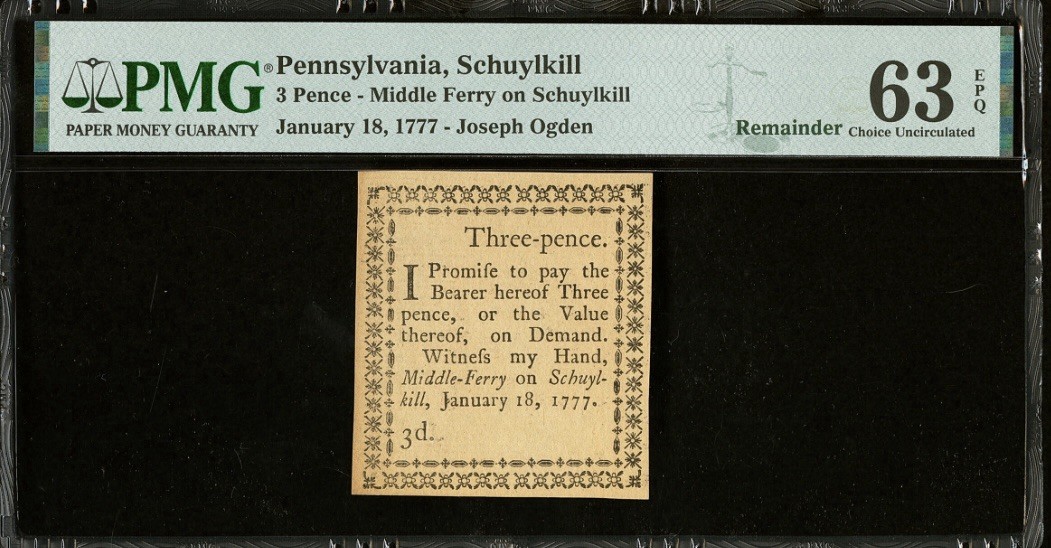 PMG®
PAPER MONEY GUARANTY
Pennsylvania, Schuylkill
3 Pence - Middle Ferry on Schuylkill
January 18, 1777 - Joseph Ogden
Remainder
63
EPQ
Choice Uncirculated
Three-pence.
I Promiſe to pay the
Bearer hereof Three
pence, or the Value
thereof, on Demand.
Witneſs my Hand,
Middle-Ferry on Schuyl-
kill, January 18, 1777.
3d.